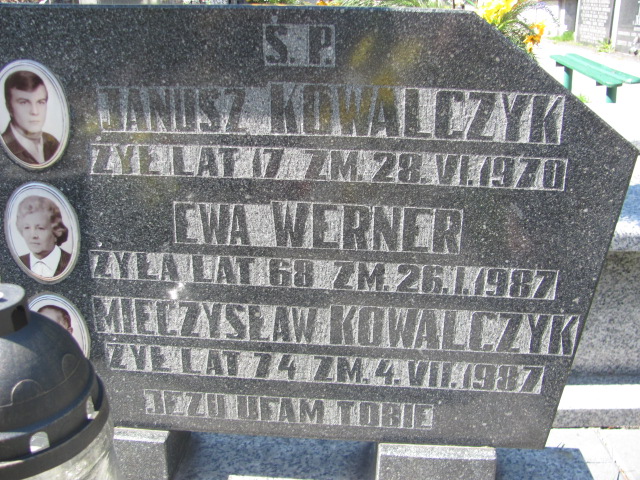 Ś.P.
JANUSZ KOWALCZYK
ŻYŁ LAT 17 ZM. 28.VI.1970
EWA WERNER
ŻYŁA LAT 68 ZM. 26.I.1987
MIECZYSŁAW KOWALCZYK
ŻYŁ LAT 74 ZM. 4.VII.1987
JEZU UFAM TOBIE